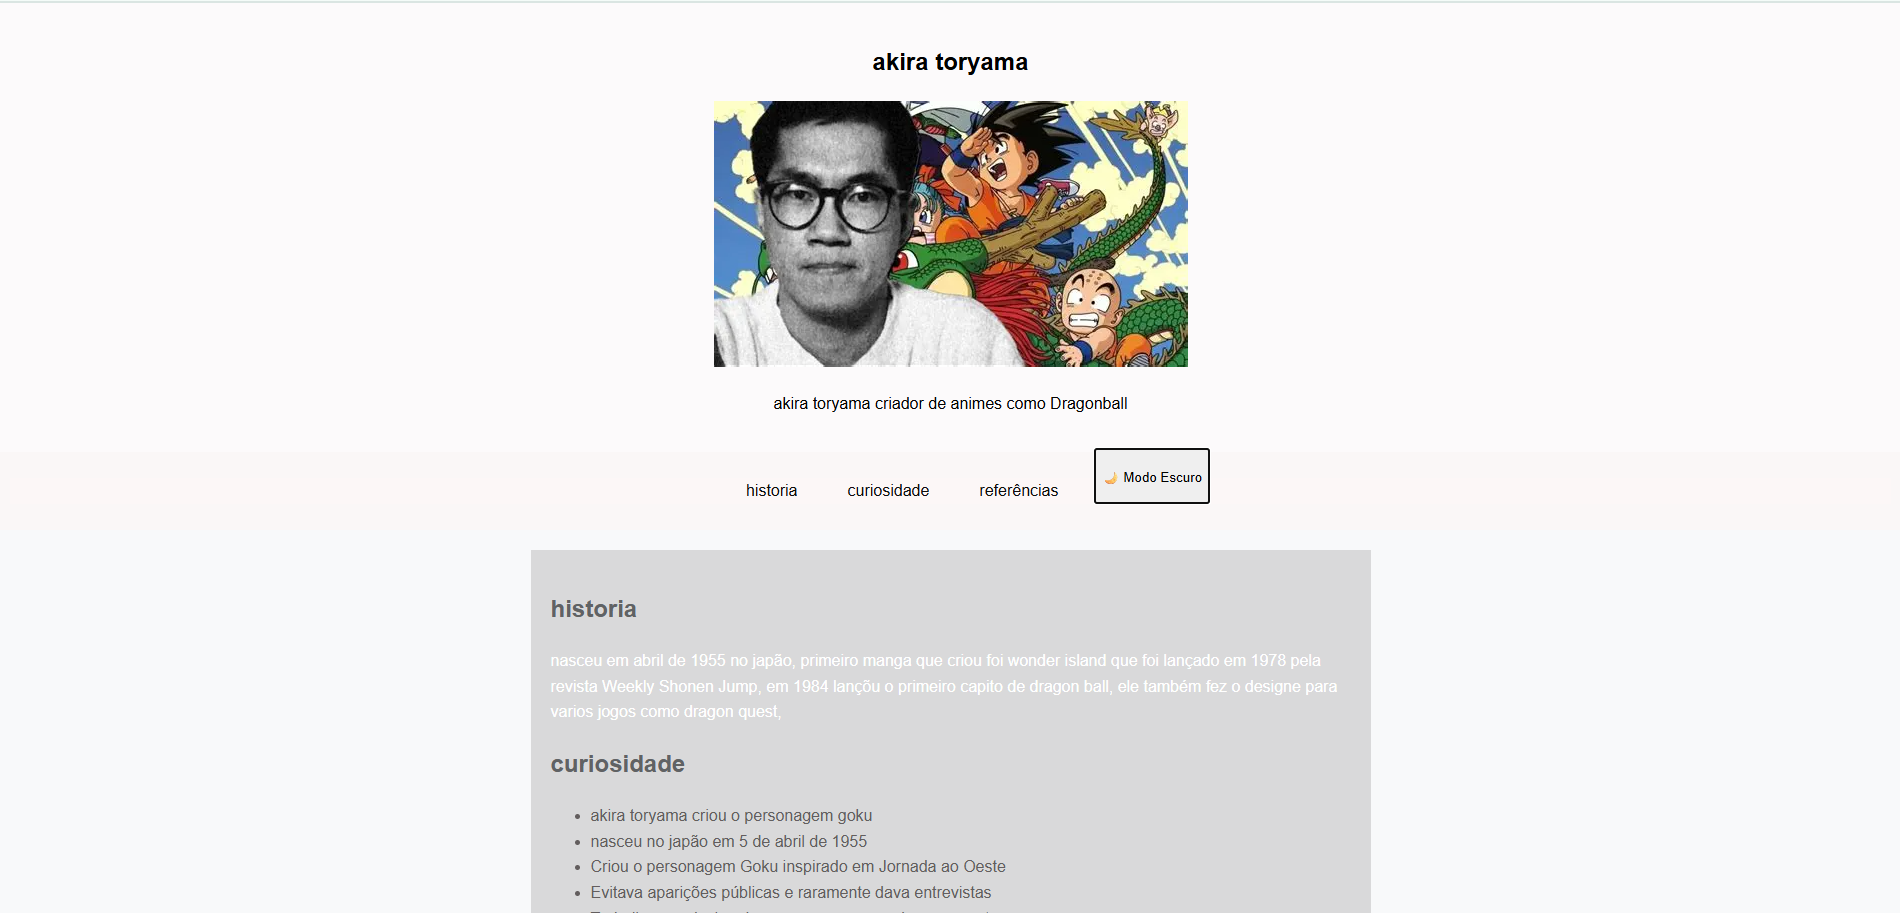 akira toryama
akira toryama criador de animes como Dragonball
historia
curiosidade
referências
🌙 Modo Escuro
historia
nasceu em abril de 1955 no japão, primeiro manga que criou foi wonder island que foi lançado em 1978 pela
revista Weekly Shonen Jump, em 1984 lançõu o primeiro capito de dragon ball, ele também fez o designe para
varios jogos como dragon quest,
curiosidade
akira toryama criou o personagem goku
nasceu no japão em 5 de abril de 1955
Criou o personagem Goku inspirado em Jornada ao Oeste
Evitava aparições públicas e raramente dava entrevistas